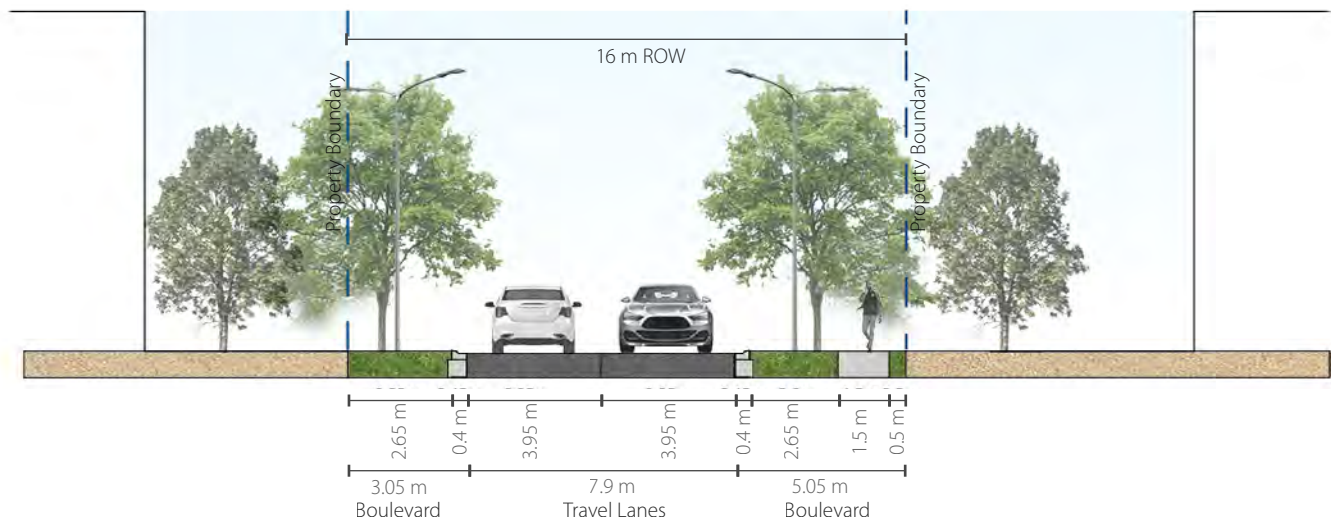 16 m ROW
Property Boundary
Property Boundary
2.65 m
0.4 m
3.95 m
3.95 m
0.4 m
2.65 m
1.5 m
0.5 m
3.05 m
Boulevard
7.9 m
Travel Lanes
5.05 m
Boulevard